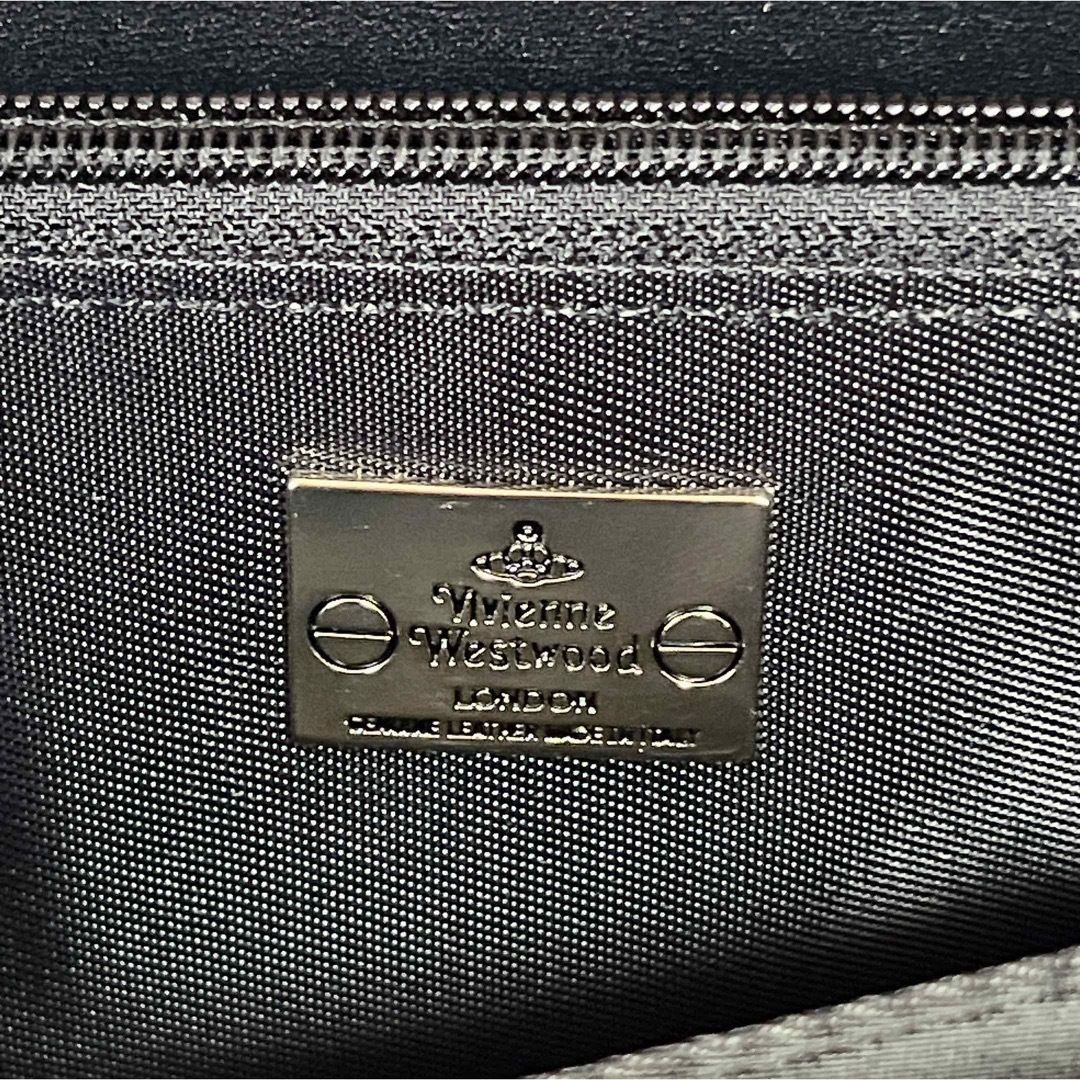 Vivienne
Westwood
LONDON
GENUINE LEATHER MADE IN ITALY